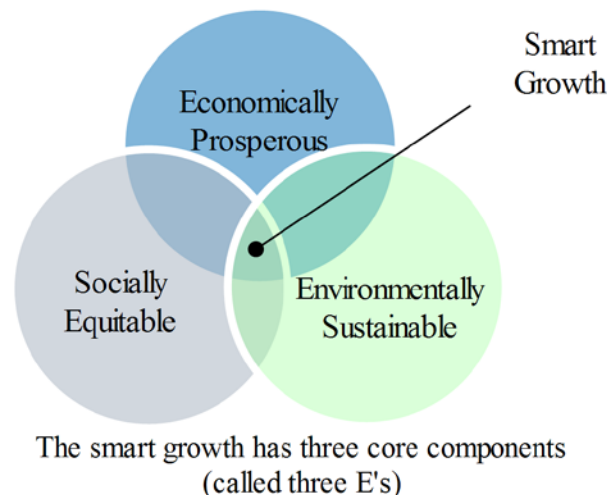 Smart
Growth
Economically
Prosperous
Socially
Equitable
Environmentally
Sustainable
The smart growth has three core components
(called three E's)